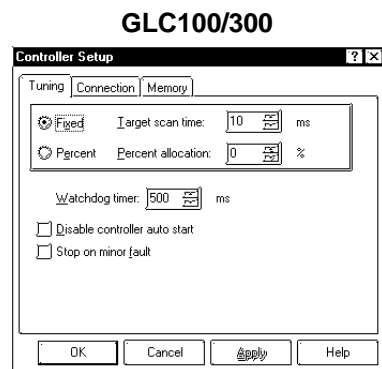 GLC100/300
Controller Setup
Tuning Connection Memory
Fixed Target scan time: 10 ms
Percent Percent allocation: 0 %
Watchdog timer: 500 ms
Disable controller auto start
Stop on minor fault
OK Cancel Apply Help